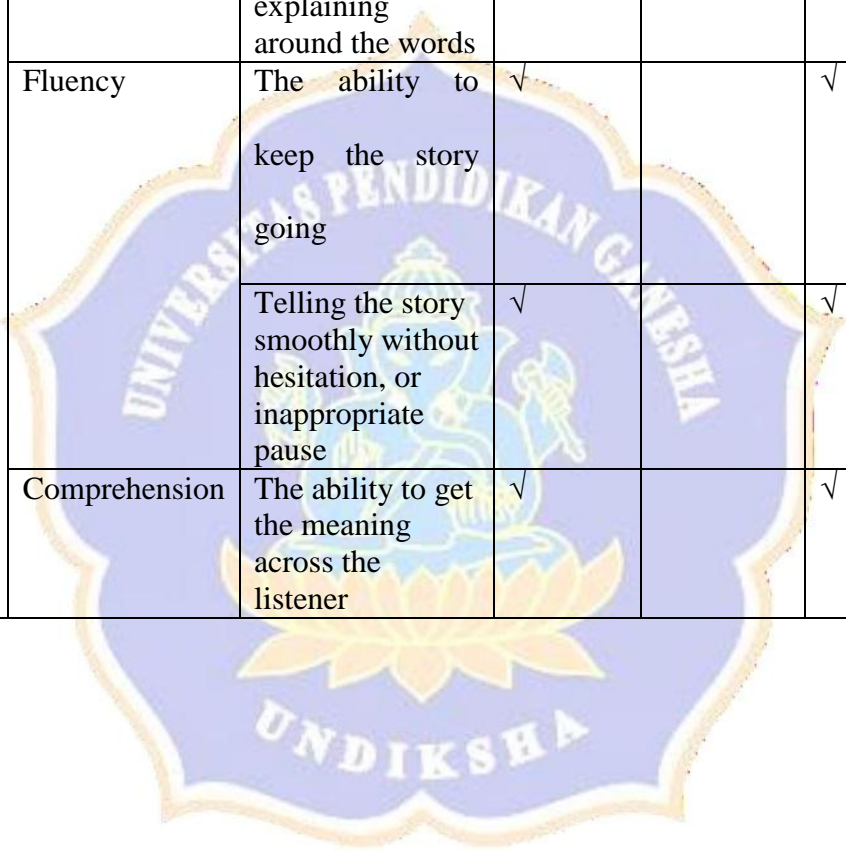 explaining
around the words
Fluency
The ability to
√
√
keep the story
going
Telling the story
√
√
smoothly without
hesitation, or
inappropriate
pause
Comprehension
The ability to get
√
√
the meaning
across the
listener
UNIVERSITAS PENDIDIKAN GANESHA
UNDIKSHA